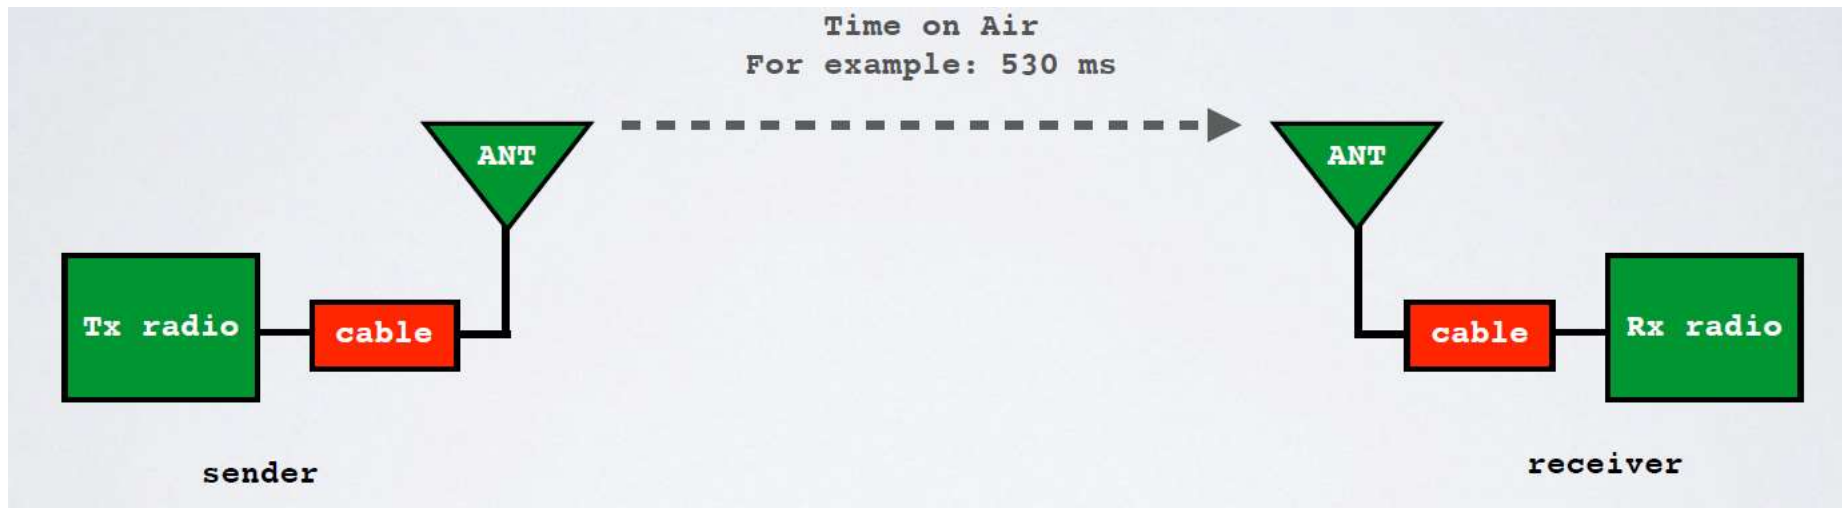 Time on Air
For example: 530 ms
ANT
ANT
Tx radio
cable
cable
Rx radio
sender
receiver